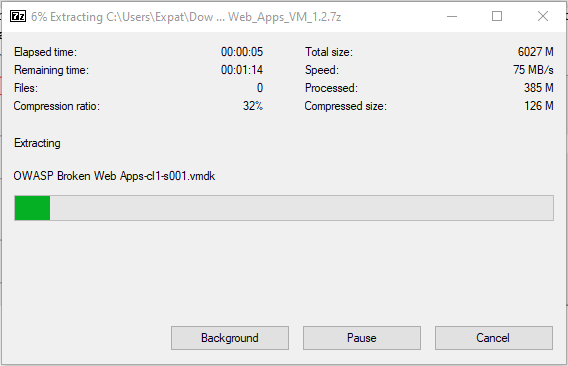 7z 6% Extracting C:\Users\Expat\Dow ... Web_Apps_VM_1.2.7z
Elapsed time: 00:00:05 Total size: 6027 M
Remaining time: 00:01:14 Speed: 75 MB/s
Files: 0 Processed: 385 M
Compression ratio: 32% Compressed size: 126 M
Extracting
OWASP Broken Web Apps-cl1-s001.vmdk
Background Pause Cancel